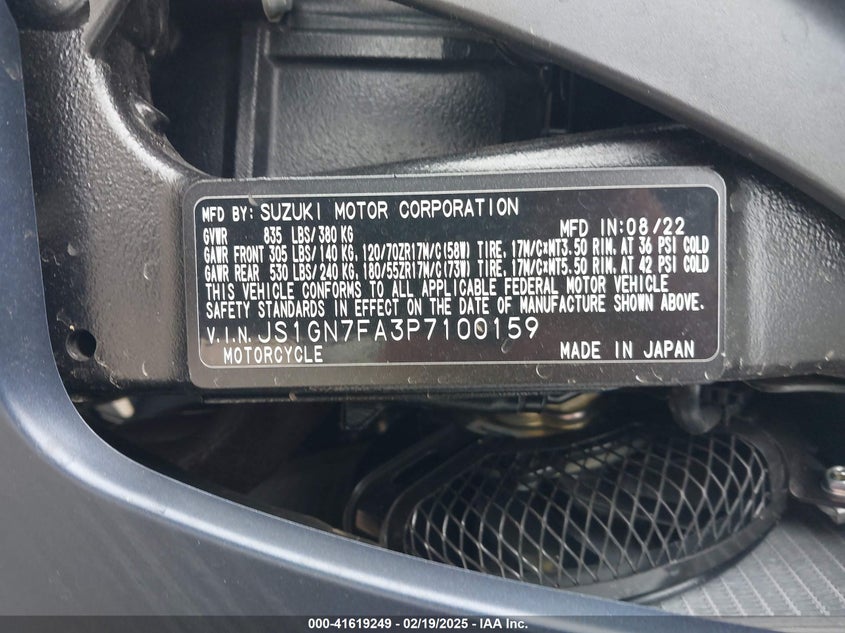 MFD BY: SUZUKI MOTOR CORPORATION MFD IN:08/22
GVWR 835 LBS/380 KG
GAWR FRONT 305 LBS/140 KG, 120/70ZR17M/C(58W) TIRE, 17M/C×MT3.50 RIM, AT 36 PSI COLD
GAWR REAR 530 LBS/240 KG, 180/55ZR17M/C(73W) TIRE, 17M/C×MT5.50 RIM, AT 42 PSI COLD
THIS VEHICLE CONFORMS TO ALL APPLICABLE FEDERAL MOTOR VEHICLE
SAFETY STANDARDS IN EFFECT ON THE DATE OF MANUFACTURE SHOWN ABOVE.
V.I.N. JS1GN7FA3P7100159
MOTORCYCLE MADE IN JAPAN
000-41619249 - 02/19/2025 - IAA Inc.